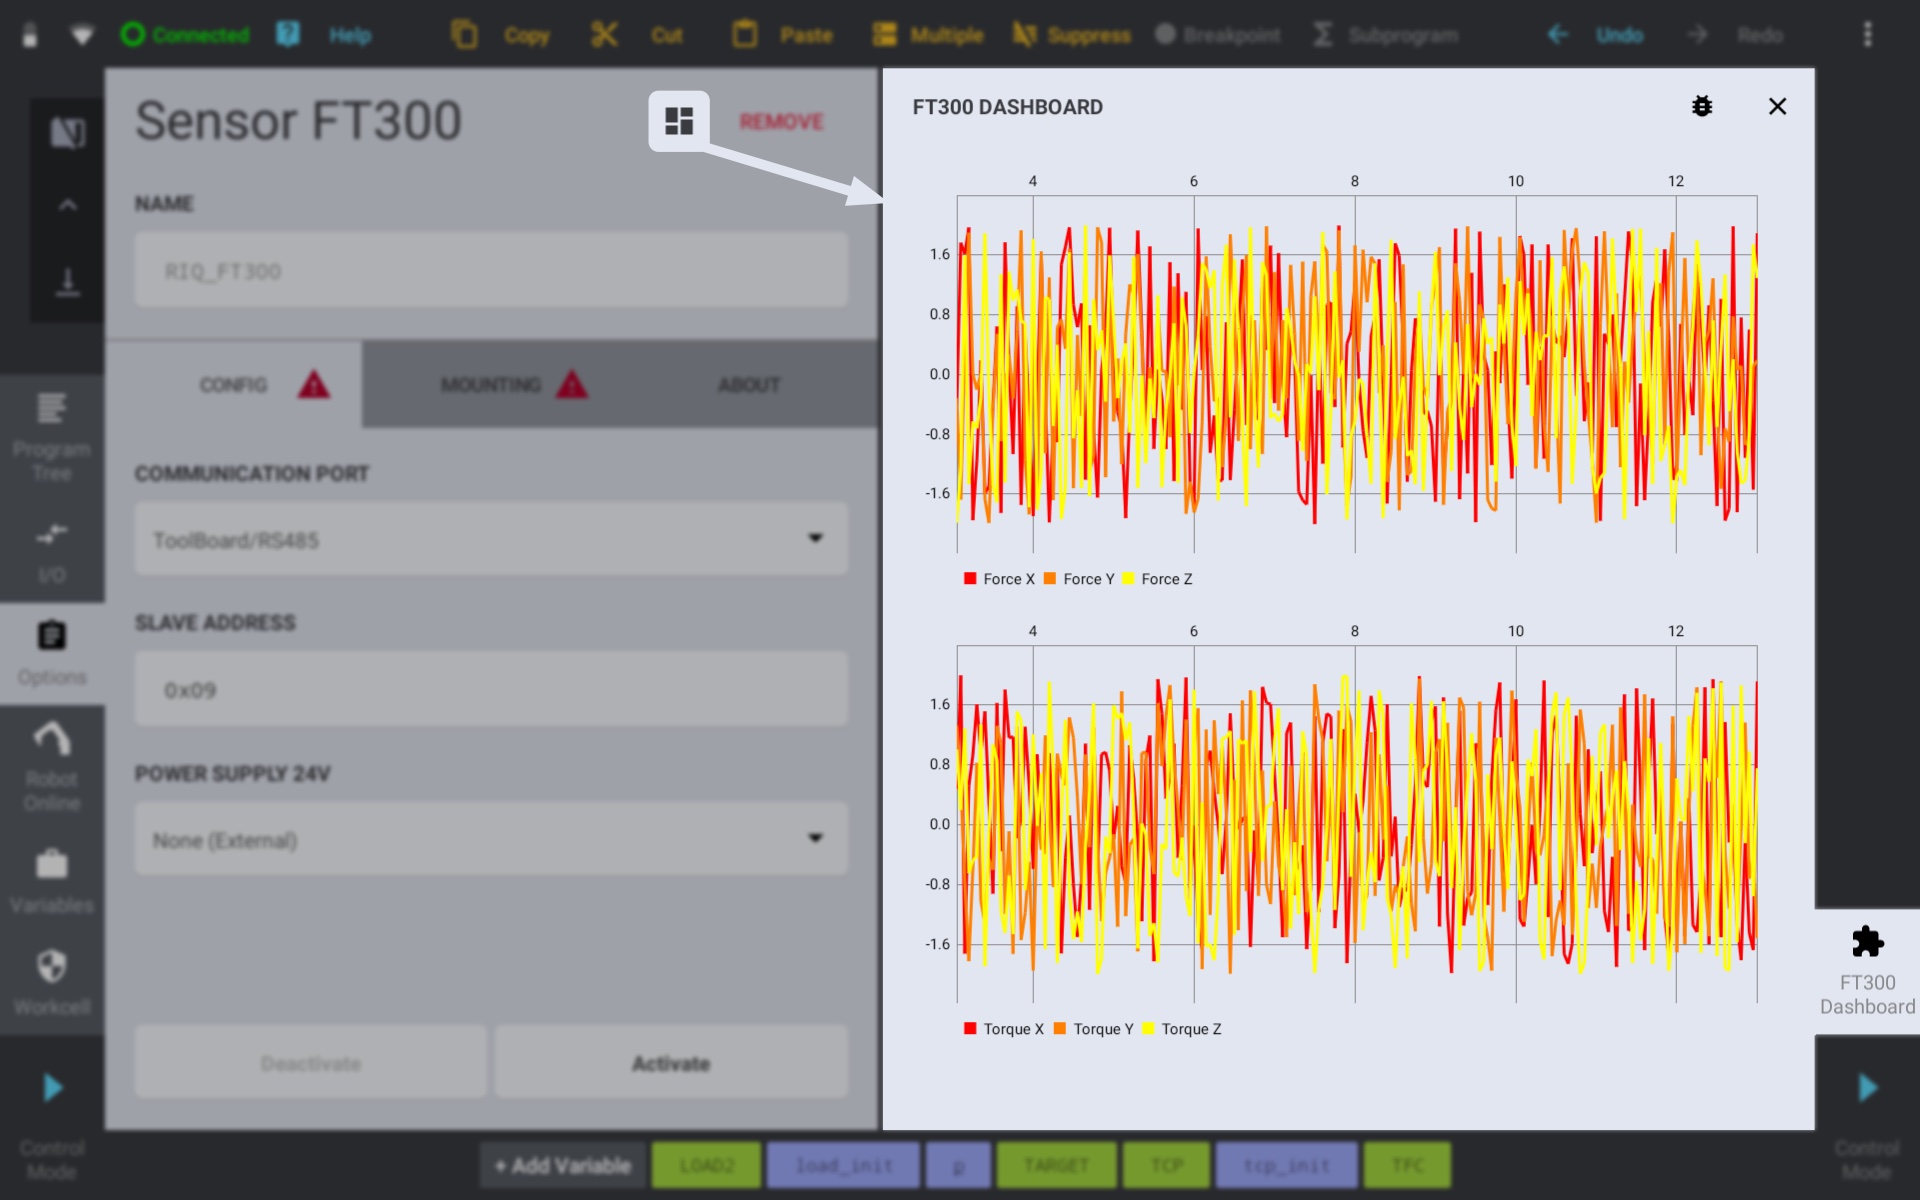 Connected
Help
Copy
Cut
Paste
Multiple
Suppress
Breakpoint
Subprogram
Undo
Redo
Sensor FT300
REMOVE
NAME
RIQ_FT300
CONFIG
MOUNTING
ABOUT
COMMUNICATION PORT
ToolBoard/RS485
SLAVE ADDRESS
0x09
POWER SUPPLY 24V
None (External)
Deactivate
Activate
Program
Tree
I/O
Options
Robot
Online
Variables
Workcell
Control
Mode
FT300 DASHBOARD
4 6 8 10 12
1.6
0.8
0.0
-0.8
-1.6
Force X Force Y Force Z
4 6 8 10 12
1.6
0.8
0.0
-0.8
-1.6
Torque X Torque Y Torque Z
FT300
Dashboard
Control
Mode
+ Add Variable
LOAD2
load_init
p
TARGET
TCP
tcp_init
TFC